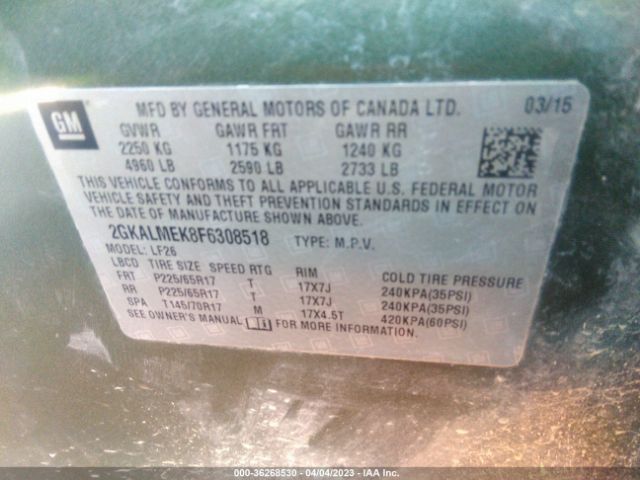 GM
MFD BY GENERAL MOTORS OF CANADA LTD. 03/15
GVWR GAWR FRT GAWR RR
2250 KG 1175 KG 1240 KG
4960 LB 2590 LB 2733 LB
THIS VEHICLE CONFORMS TO ALL APPLICABLE U.S. FEDERAL MOTOR
VEHICLE SAFETY AND THEFT PREVENTION STANDARDS IN EFFECT ON
THE DATE OF MANUFACTURE SHOWN ABOVE.
2GKALMEK8F6308518 TYPE: M.P.V.
MODEL: LF26
LBCD TIRE SIZE SPEED RTG RIM COLD TIRE PRESSURE
FRT P225/65R17 T 17X7J 240KPA(35PSI)
RR P225/65R17 T 17X7J 240KPA(35PSI)
SPA T145/70R17 M 17X4.5T 420KPA(60PSI)
SEE OWNER'S MANUAL FOR MORE INFORMATION.
000-36268530 - 04/04/2023 - IAA Inc.